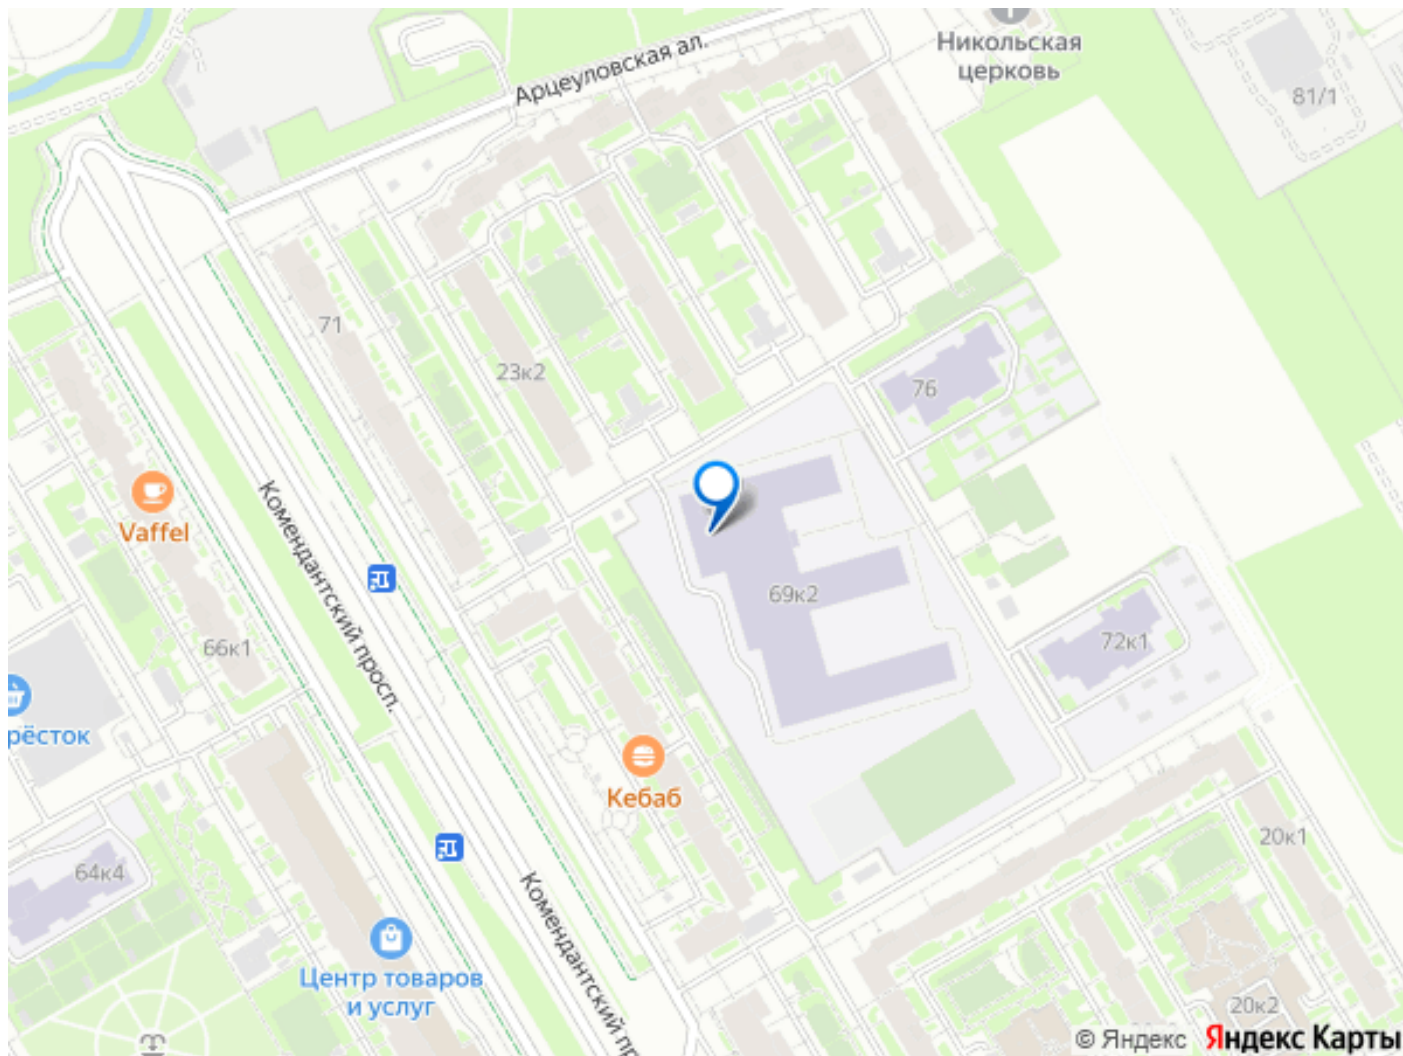 Никольская
церковь
81/1
Арцеуловская ал.
71
23к2
76
Vaffel
Комендантский просп.
69к2
66к1
72к1
рёсток
Кебаб
20к1
64к4
Комендантский пр
Центр товаров
и услуг
20к2
© Яндекс Яндекс Карты